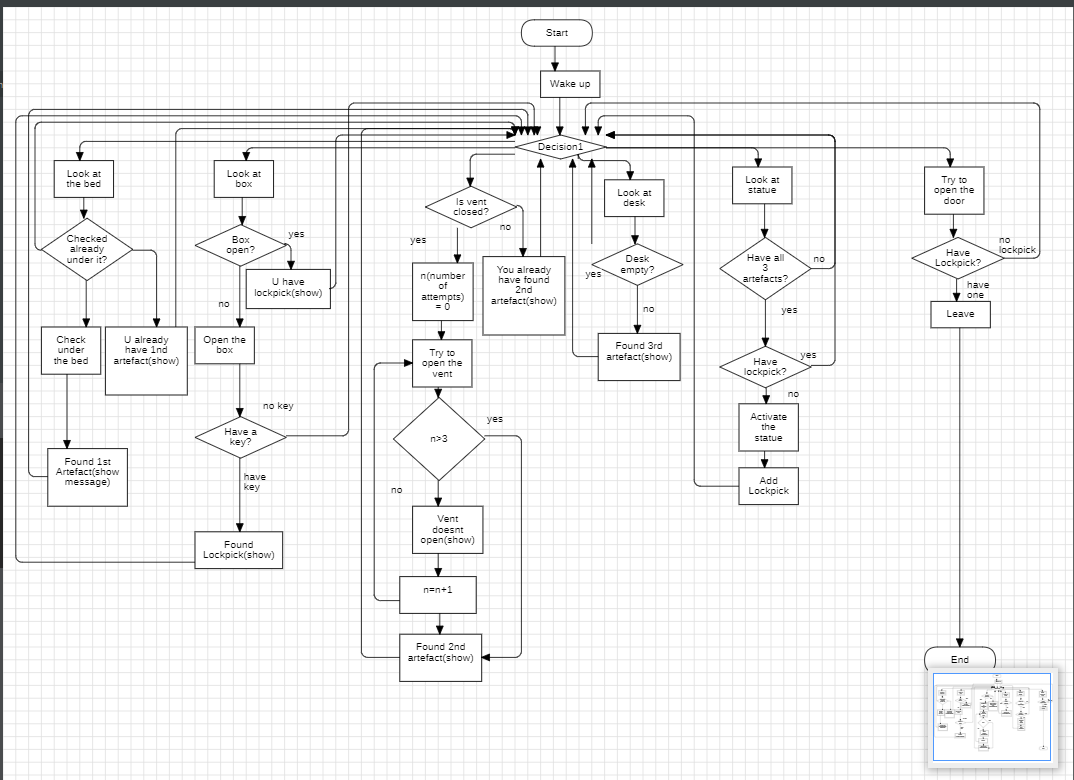 Start
Wake up
Decision1
Look at
the bed
Checked
already
under it?
Check
under
the bed
U already
have 1nd
artefact(show)
Found 1st
Artefact(show
message)
Look at
box
Box
open?
yes
U have
lockpick(show)
no
Open the
box
no key
Have a
key?
have
key
Found
Lockpick(show)
Is vent
closed?
yes
no
n(number
of
attempts)
= 0
You already
have found
2nd
artefact(show)
Try to
open the
vent
n>3
yes
no
Vent
doesnt
open(show)
n=n+1
Found 2nd
artefact(show)
Look at
desk
Desk
empty?
yes
no
Found 3rd
artefact(show)
Look at
statue
Have all
3
artefacts?
no
yes
Have
lockpick?
yes
no
Activate
the
statue
Add
Lockpick
Try to
open the
door
Have
Lockpick?
no
lockpick
have
one
Leave
End